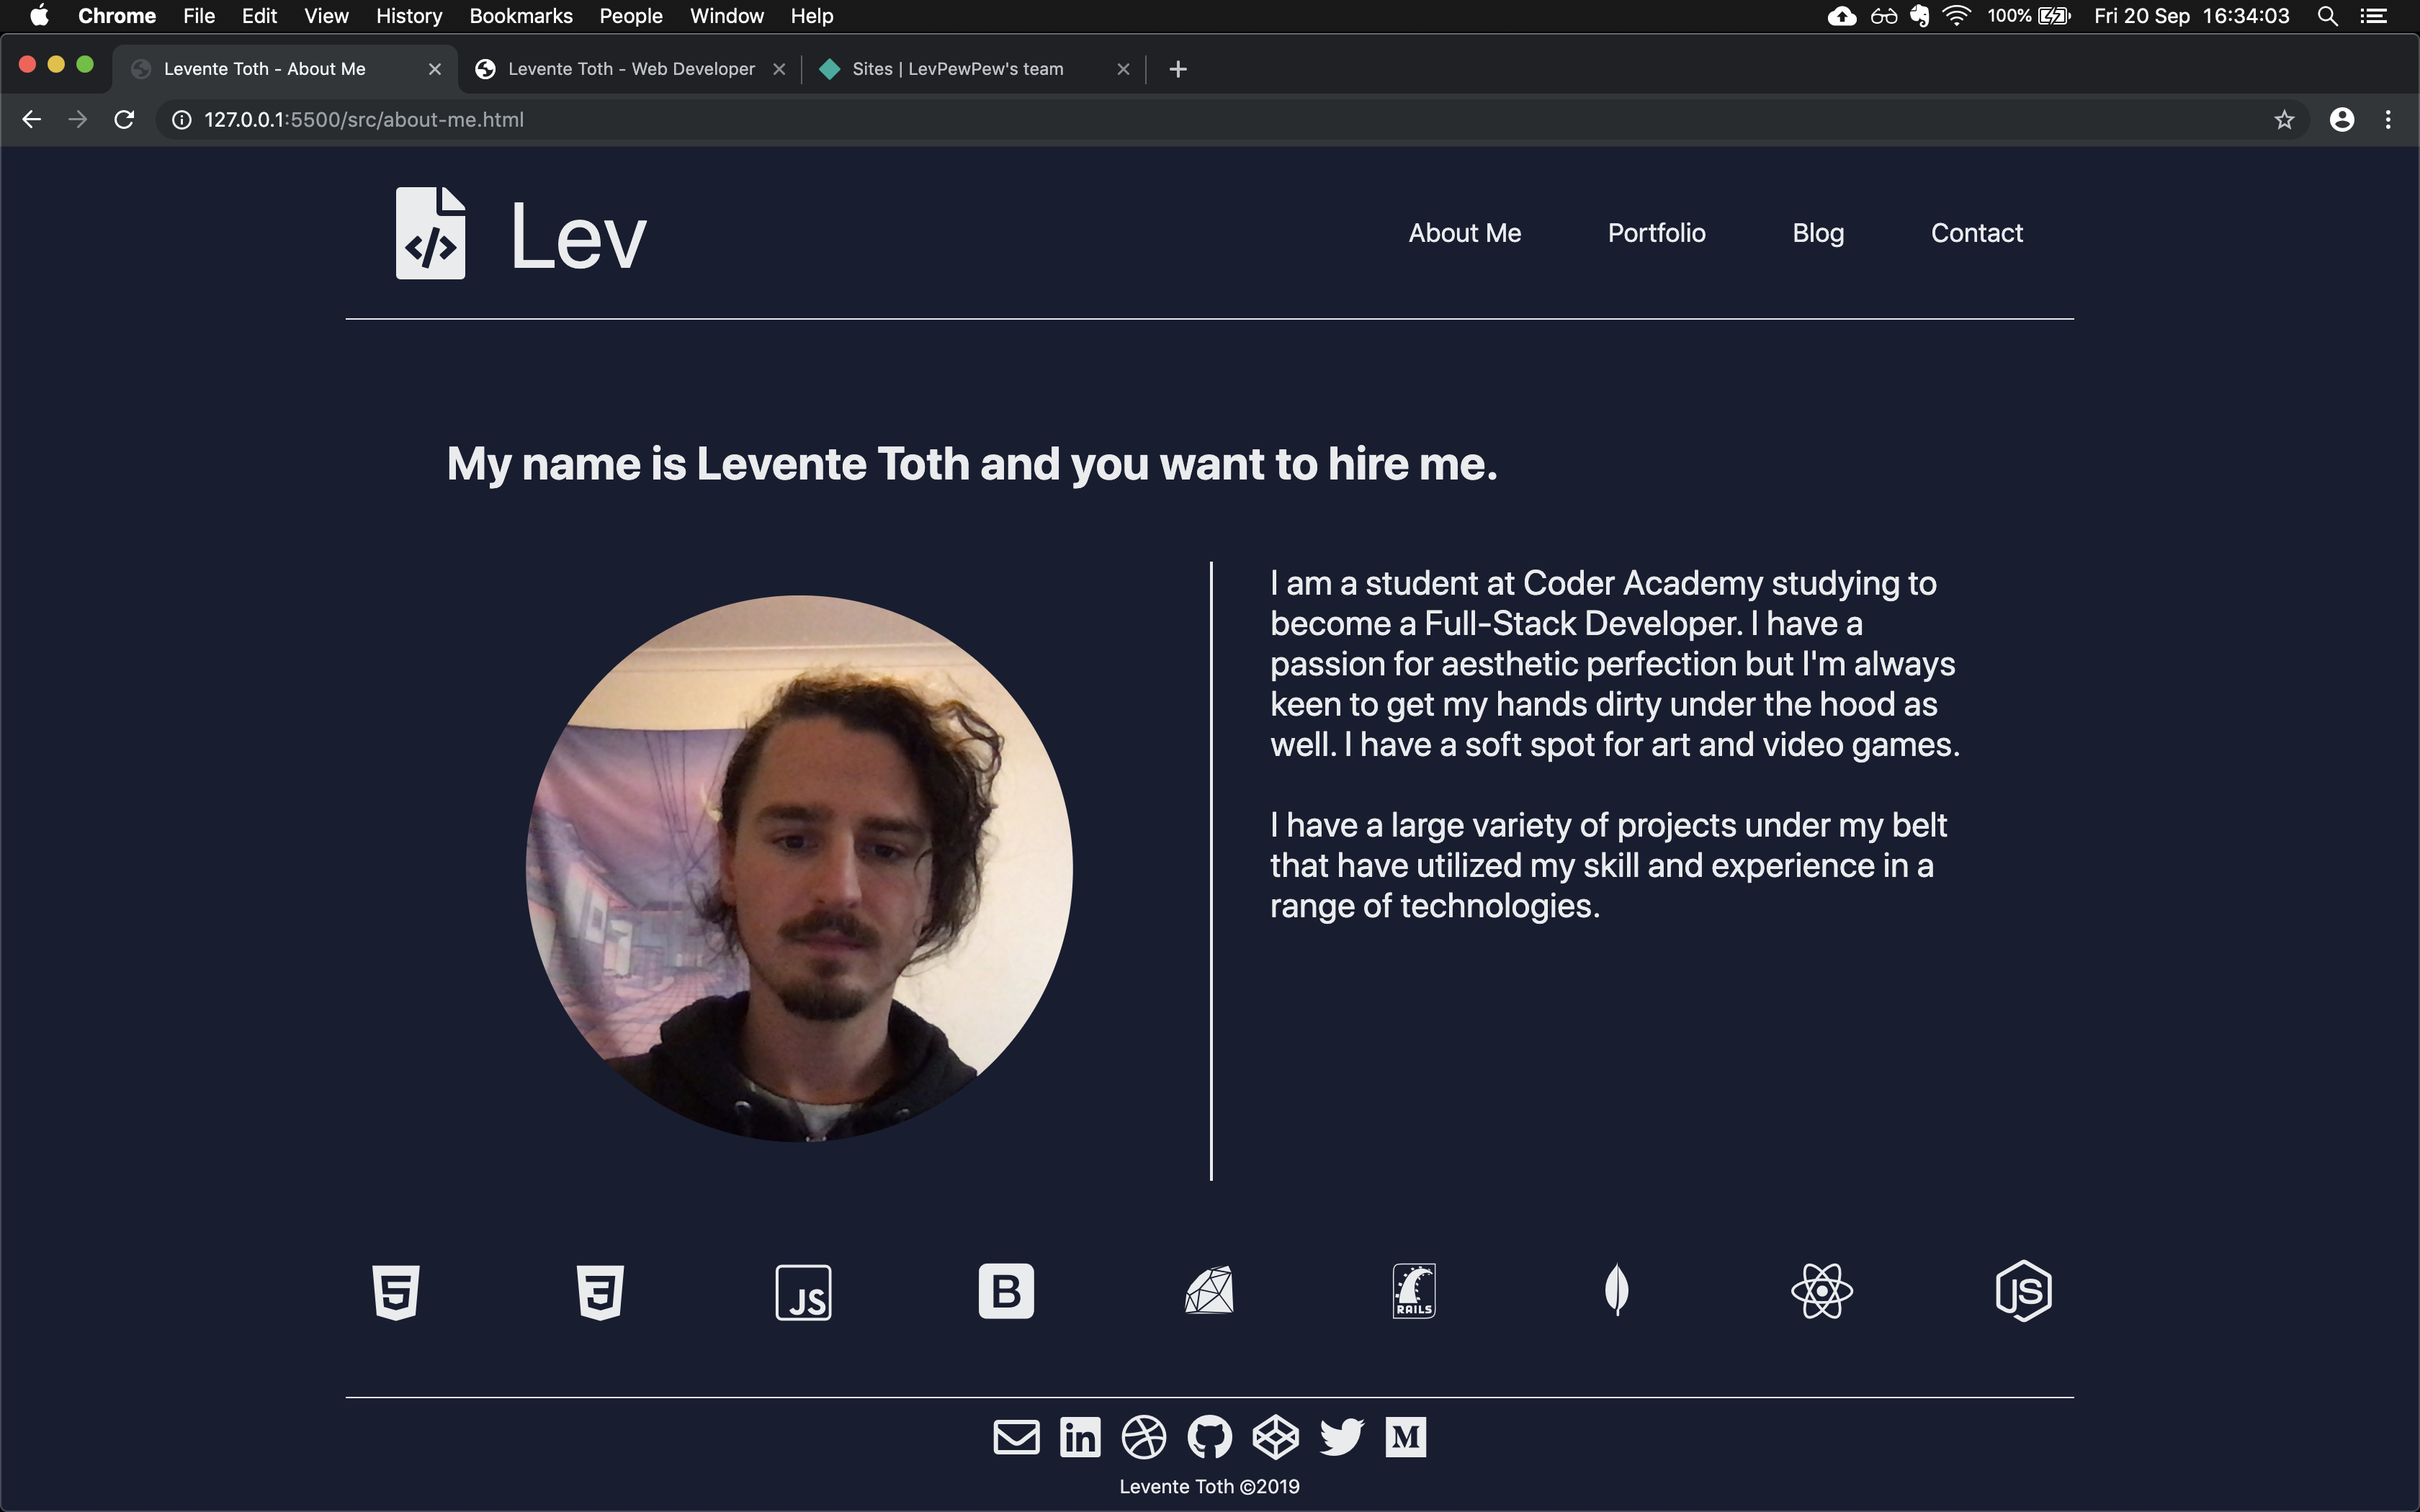 Chrome File Edit View History Bookmarks People Window Help 100% Fri 20 Sep 16:34:03
Levente Toth - About Me Levente Toth - Web Developer Sites | LevPewPew's team
127.0.0.1:5500/src/about-me.html
Lev
About Me Portfolio Blog Contact
My name is Levente Toth and you want to hire me.
I am a student at Coder Academy studying to
become a Full-Stack Developer. I have a
passion for aesthetic perfection but I'm always
keen to get my hands dirty under the hood as
well. I have a soft spot for art and video games.
I have a large variety of projects under my belt
that have utilized my skill and experience in a
range of technologies.
5 3 JS B RAILS JS
in M
Levente Toth ©2019